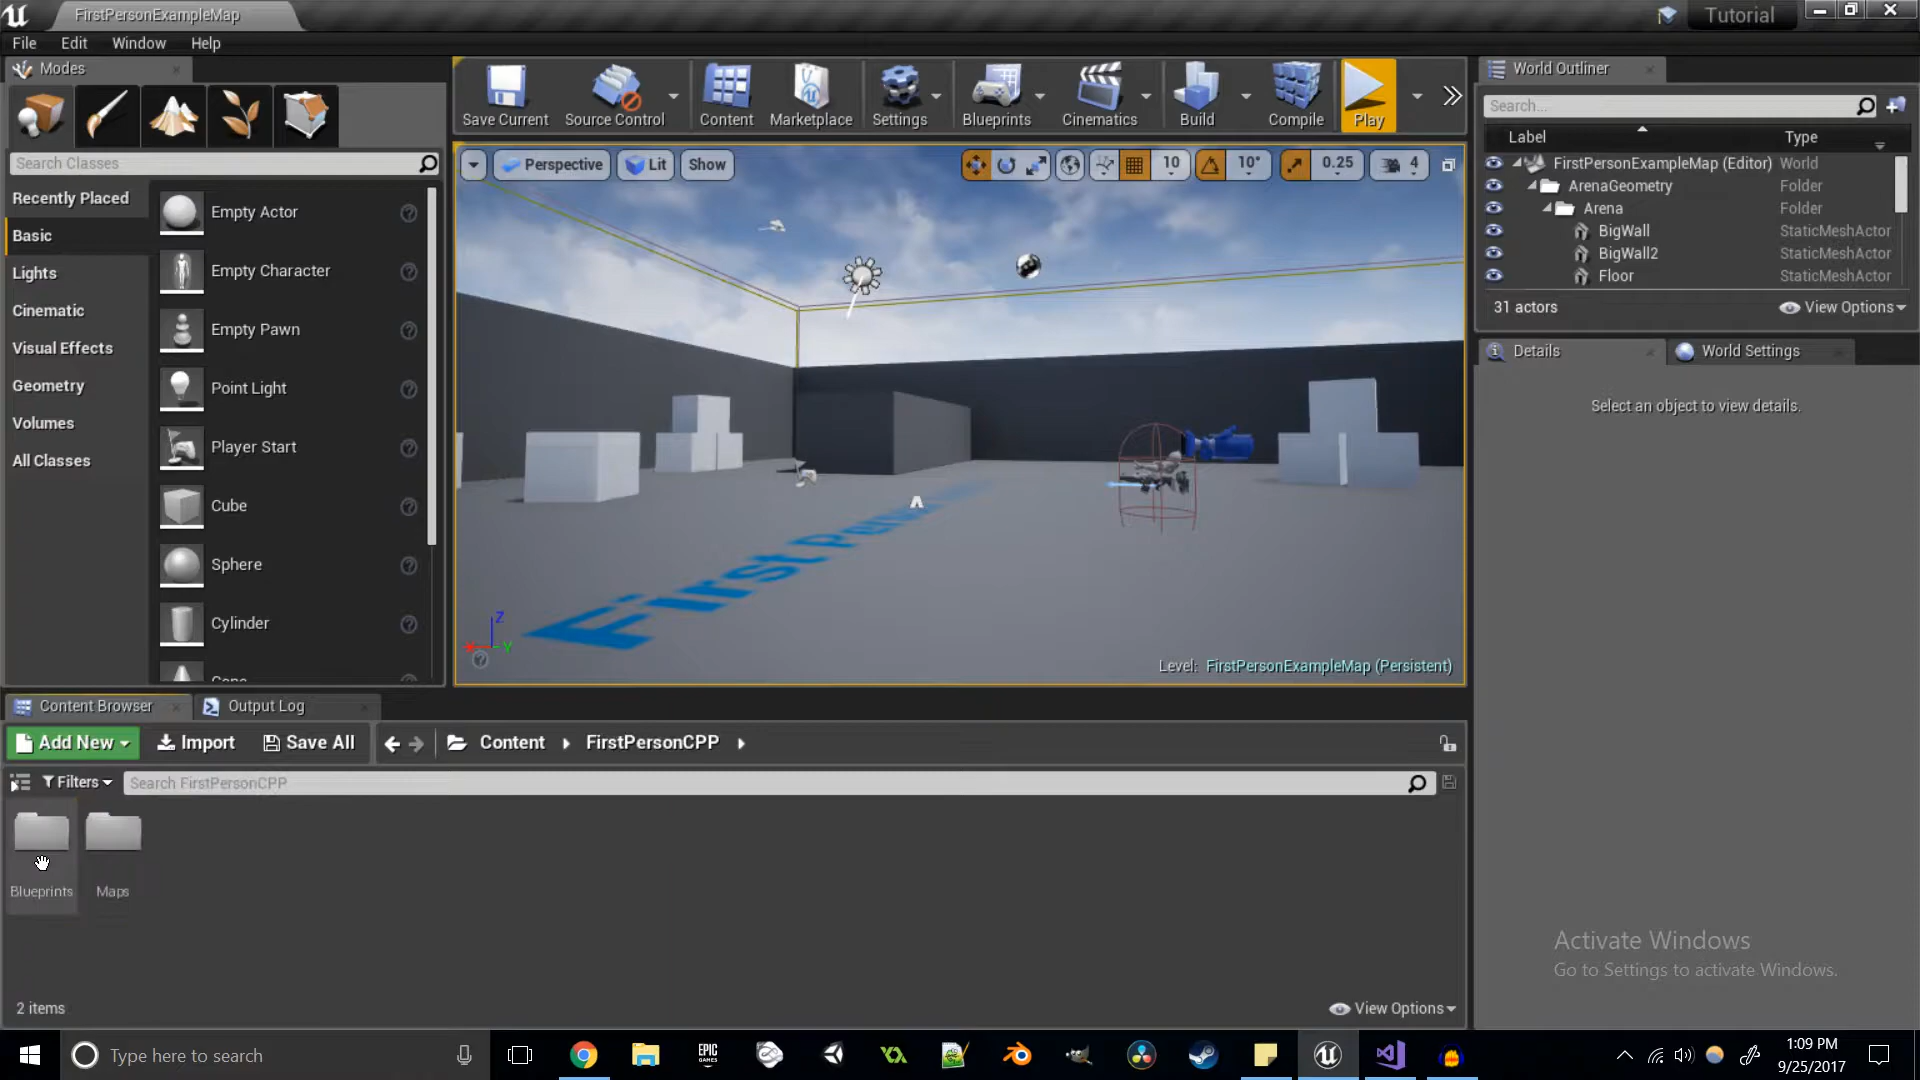 FirstPersonExampleMap
Tutorial
File Edit Window Help
Modes
Search Classes
Recently Placed
Basic
Lights
Cinematic
Visual Effects
Geometry
Volumes
All Classes
Empty Actor
Empty Character
Empty Pawn
Point Light
Player Start
Cube
Sphere
Cylinder
Save Current
Source Control
Content
Marketplace
Settings
Blueprints
Cinematics
Build
Compile
Play
Perspective
Lit
Show
10
10°
0.25
4
First Person
Z
Y
Level: FirstPersonExampleMap (Persistent)
World Outliner
Search...
Label Type
FirstPersonExampleMap (Editor) World
ArenaGeometry Folder
Arena Folder
BigWall StaticMeshActor
BigWall2 StaticMeshActor
Floor StaticMeshActor
31 actors
View Options
Details
World Settings
Select an object to view details.
Content Browser
Output Log
Add New
Import
Save All
Content
FirstPersonCPP
Filters
Search FirstPersonCPP
Blueprints
Maps
2 items
View Options
Activate Windows
Go to Settings to activate Windows.
Type here to search
EPIC
GAMES
1:09 PM
9/25/2017